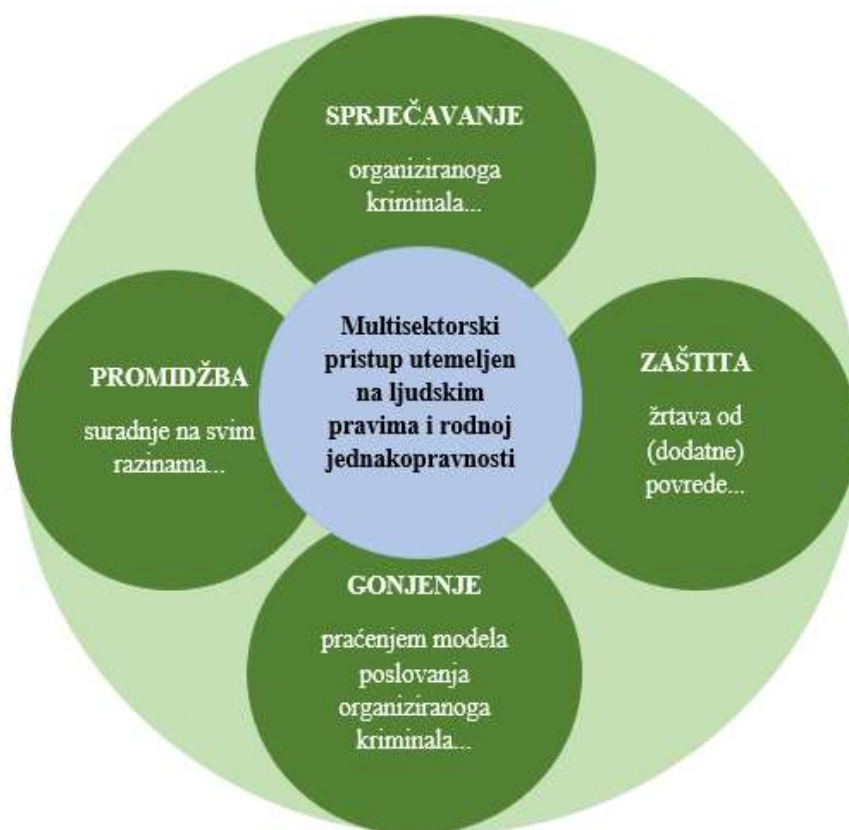 SPRJEČAVANJE
organiziranoga
kriminala...
Multisektorski
pristup utemeljen
na ljudskim
pravima i rodnoj
jednakopravnosti
PROMIDŽBA
suradnje na svim
razinama...
ZAŠTITA
žrtava od
(dodatne)
povrede...
GONJENJE
praćenjem modela
poslovanja
organiziranoga
kriminala...